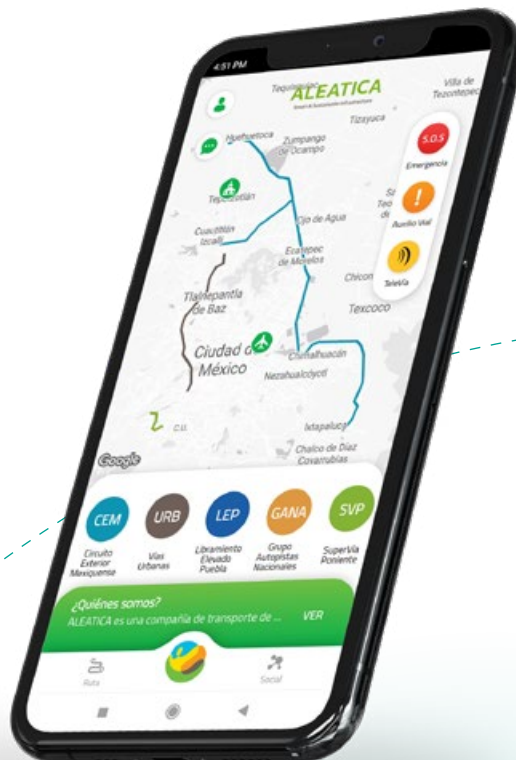 4:51 PM
ALEATICA
Villa de
Tezontepec
Tizayuca
Huehuetoca
Zumpango
de Ocampo
S.O.S
Emergencia
Tepotzotlán
Ojo de Agua
Auxilio Vial
Cuautitlán
Izcalli
Ecatepec
de Morelos
TeleVía
Tlalnepantla
de Baz
Texcoco
Ciudad d
México
Chimalhuacán
Nezahualcóyotl
C.U.
Ixtapaluca
Chalco de Díaz
Covarrubias
Google
CEM
URB
LEP
GANA
SVP
Circuito
Exterior
Mexiquense
Vías
Urbanas
Libramiento
Elevado
Puebla
Grupo
Autopistas
Nacionales
SuperVía
Poniente
¿Quiénes somos?
ALEATICA es una compañía de transporte de ...
VER
Ruta
Social